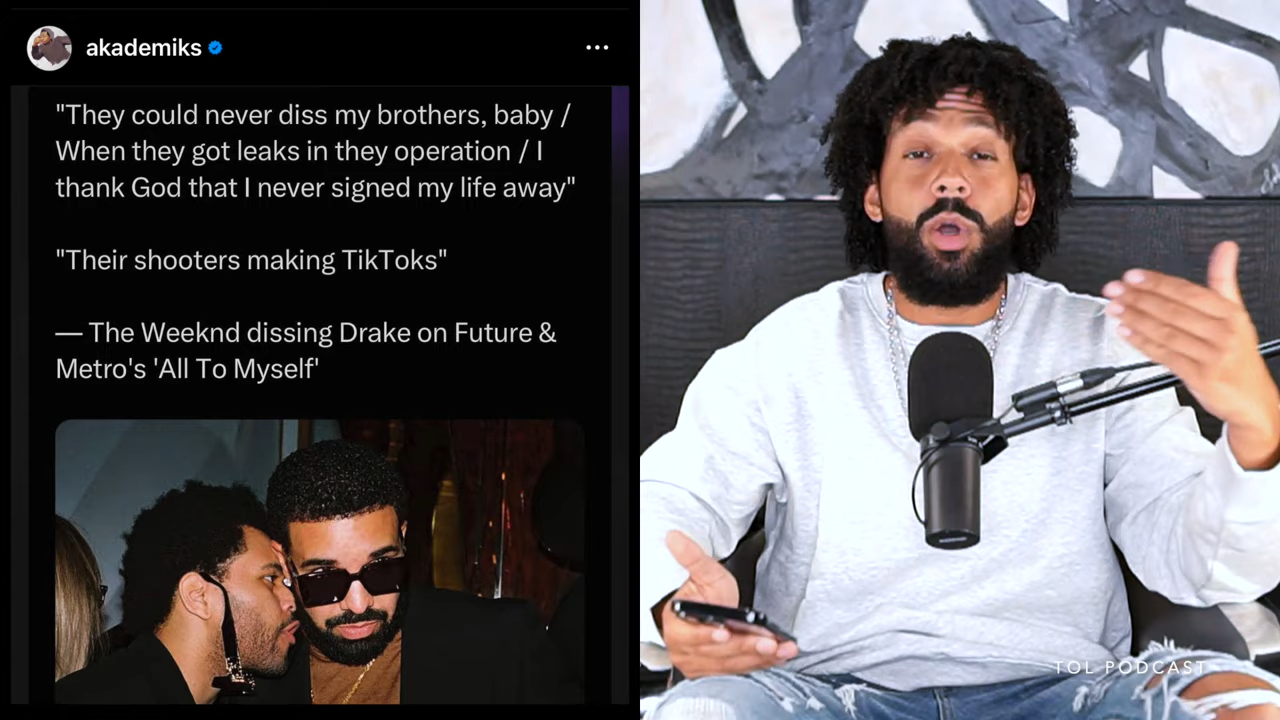 akademiks
"They could never diss my brothers, baby /
When they got leaks in they operation / I
thank God that I never signed my life away"
"Their shooters making TikToks"
— The Weeknd dissing Drake on Future &
Metro's 'All To Myself'
TOL PODCAST